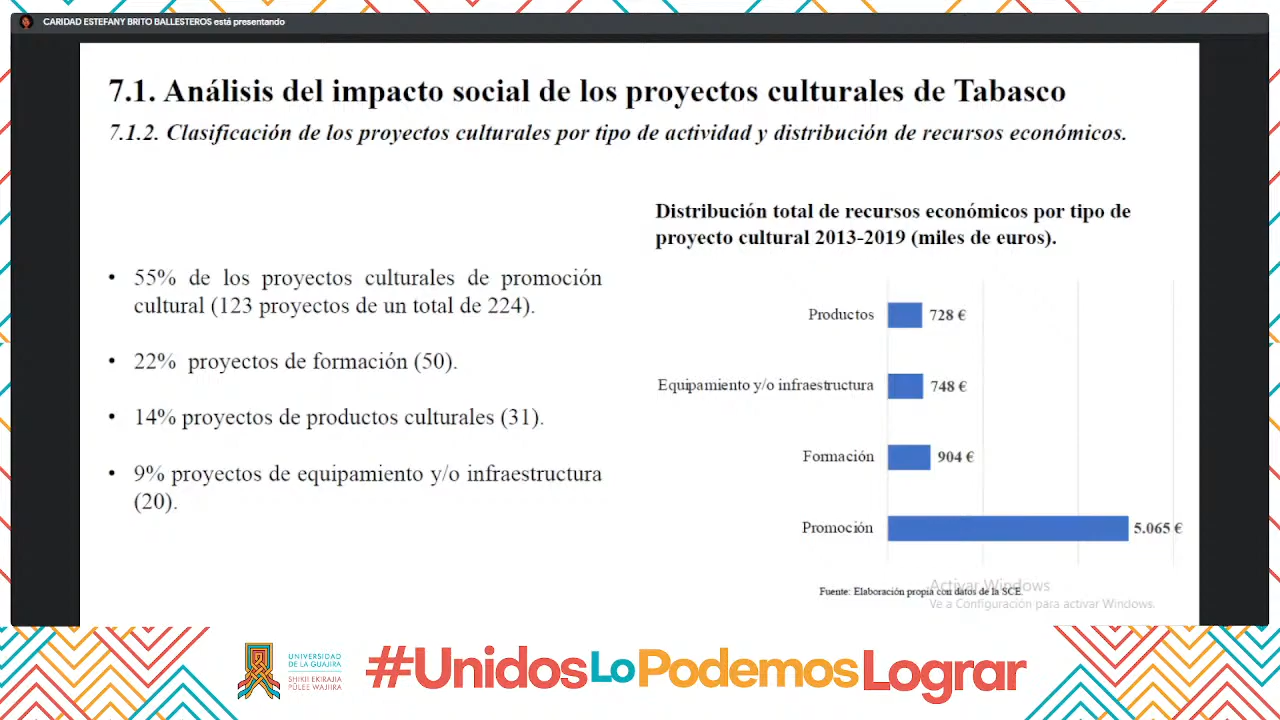 CARIDAD ESTEFANY BRITO BALLESTEROS está presentando
7.1. Análisis del impacto social de los proyectos culturales de Tabasco
7.1.2. Clasificación de los proyectos culturales por tipo de actividad y distribución de recursos económicos.
• 55% de los proyectos culturales de promoción
cultural (123 proyectos de un total de 224).
• 22% proyectos de formación (50).
• 14% proyectos de productos culturales (31).
• 9% proyectos de equipamiento y/o infraestructura
(20).
Distribución total de recursos económicos por tipo de
proyecto cultural 2013-2019 (miles de euros).
Productos 728 €
Equipamiento y/o infraestructura 748 €
Formación 904 €
Promoción 5.065 €
Activar Windows
Fuente: Elaboración propia con datos de la SCE.
Ve a Configuración para activar Windows.
UNIVERSIDAD
DE LA GUAJIRA
SHIKII EKIRAJIA
PÜLEE WAJIIRA
#UnidosLoPodemosLograr